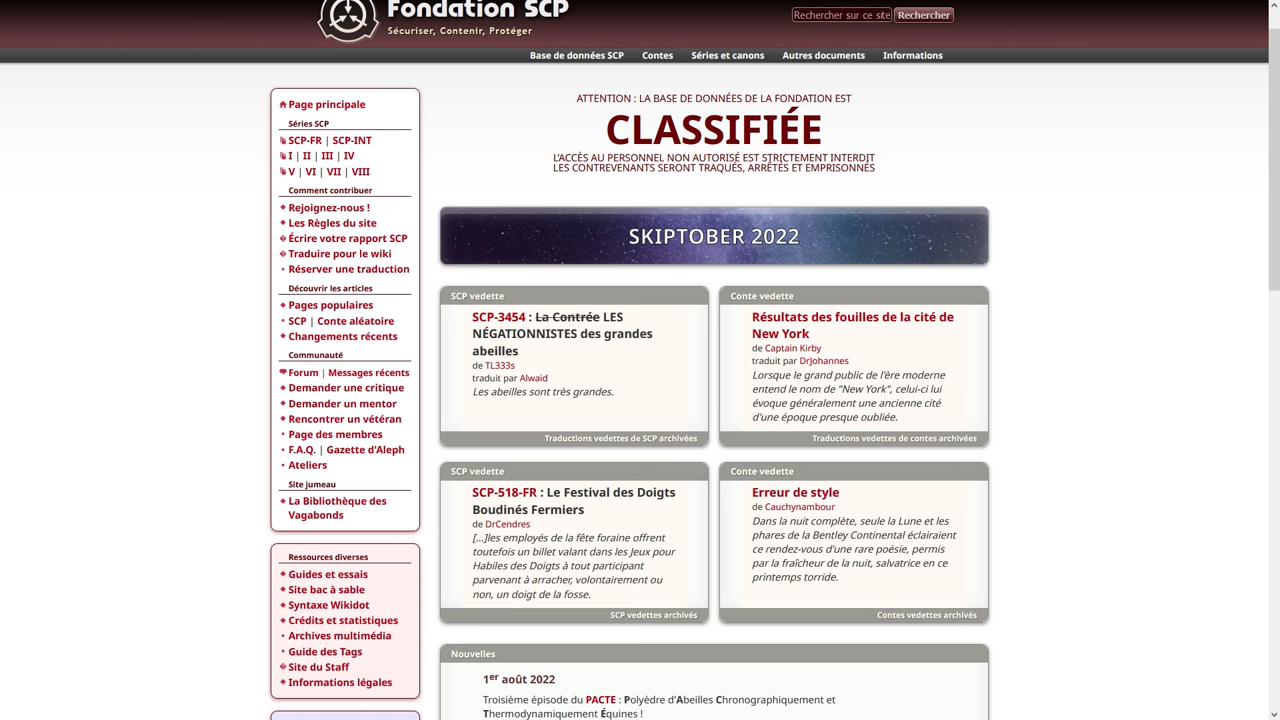 Fondation SCP
Sécuriser, Contenir, Protéger
Rechercher sur ce site
Rechercher
Base de données SCP
Contes
Séries et canons
Autres documents
Informations
Page principale
Séries SCP
SCP-FR | SCP-INT
I | II | III | IV
V | VI | VII | VIII
Comment contribuer
Rejoignez-nous !
Les Règles du site
Écrire votre rapport SCP
Traduire pour le wiki
Réserver une traduction
Découvrir les articles
Pages populaires
SCP | Conte aléatoire
Changements récents
Communauté
Forum | Messages récents
Demander une critique
Demander un mentor
Rencontrer un vétéran
Page des membres
F.A.Q. | Gazette d'Aleph
Ateliers
Site jumeau
La Bibliothèque des
Vagabonds
Ressources diverses
Guides et essais
Site bac à sable
Syntaxe Wikidot
Crédits et statistiques
Archives multimédia
Guide des Tags
Site du Staff
Informations légales
ATTENTION : LA BASE DE DONNÉES DE LA FONDATION EST
CLASSIFIÉE
L'ACCÈS AU PERSONNEL NON AUTORISÉ EST STRICTEMENT INTERDIT
LES CONTREVENANTS SERONT TRAQUÉS, ARRÊTÉS ET EMPRISONNÉS
SKIPTOBER 2022
SCP vedette
SCP-3454 : La Contrée LES
NÉGATIONNISTES des grandes
abeilles
de TL333s
traduit par Alwaid
Les abeilles sont très grandes.
Traductions vedettes de SCP archivées
Conte vedette
Résultats des fouilles de la cité de
New York
de Captain Kirby
traduit par DrJohannes
Lorsque le grand public de l'ère moderne
entend le nom de "New York", celui-ci lui
évoque généralement une ancienne cité
d'une époque presque oubliée.
Traductions vedettes de contes archivées
SCP vedette
SCP-518-FR : Le Festival des Doigts
Boudinés Fermiers
de DrCendres
[...]les employés de la fête foraine offrent
toutefois un billet valant dans les Jeux pour
Habiles des Doigts à tout participant
parvenant à arracher, volontairement ou
non, un doigt de la fosse.
SCP vedettes archivés
Conte vedette
Erreur de style
de Cauchynambour
Dans la nuit complète, seule la Lune et les
phares de la Bentley Continental éclairaient
ce rendez-vous d'une rare poésie, permis
par la fraîcheur de la nuit, salvatrice en ce
printemps torride.
Contes vedettes archivés
Nouvelles
1er août 2022
Troisième épisode du PACTE : Polyèdre d'Abeilles Chronographiquement et
Thermodynamiquement Équines !